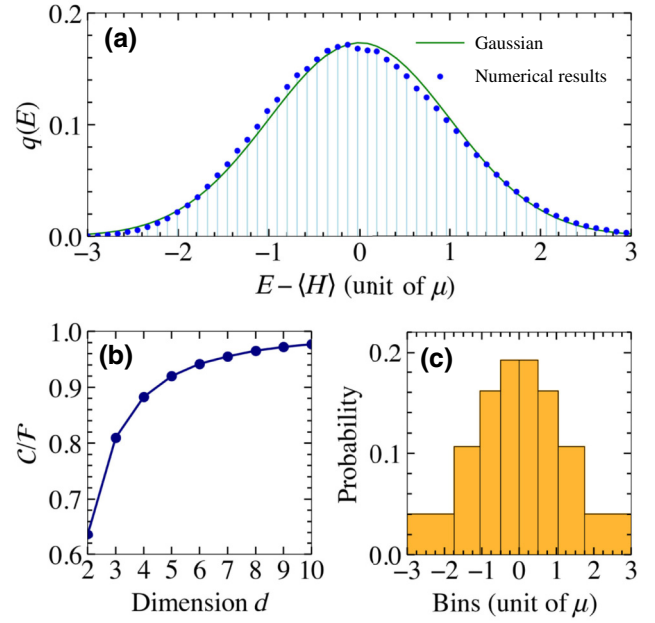 (a)
Gaussian
Numerical results
q(E)
0.2
0.1
0.0
−3 −2 −1 0 1 2 3
E − ⟨H⟩ (unit of μ)
(b)
C/F
1.0
0.9
0.8
0.7
0.6
2 3 4 5 6 7 8 9 10
Dimension d
(c)
Probability
0.2
0.1
0.0
−3 −2 −1 0 1 2 3
Bins (unit of μ)